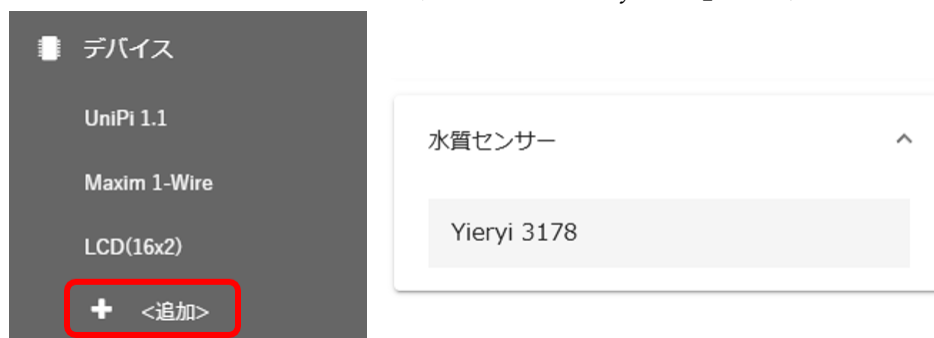 デバイス
UniPi 1.1
Maxim 1-Wire
LCD(16x2)
<追加>
水質センサー
Yieryi 3178